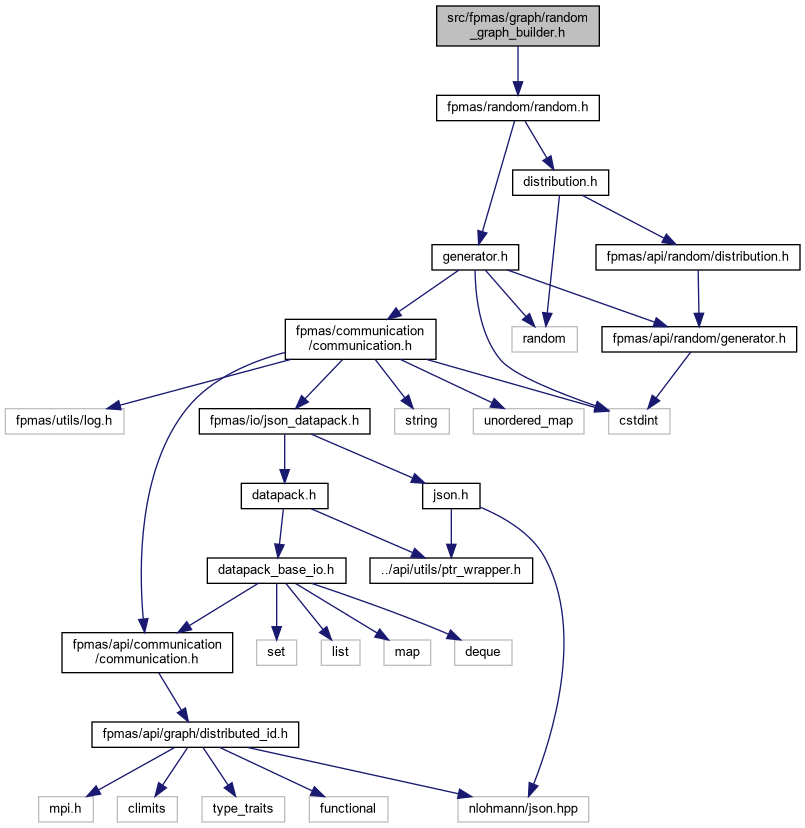 src/fpmas/graph/random
_graph_builder.h
fpmas/random/random.h
distribution.h
generator.h
fpmas/api/random/distribution.h
fpmas/communication
/communication.h
random
fpmas/api/random/generator.h
fpmas/utils/log.h
fpmas/io/json_datapack.h
string
unordered_map
cstdint
datapack.h
json.h
datapack_base_io.h
../api/utils/ptr_wrapper.h
fpmas/api/communication
/communication.h
set
list
map
deque
fpmas/api/graph/distributed_id.h
mpi.h
climits
type_traits
functional
nlohmann/json.hpp